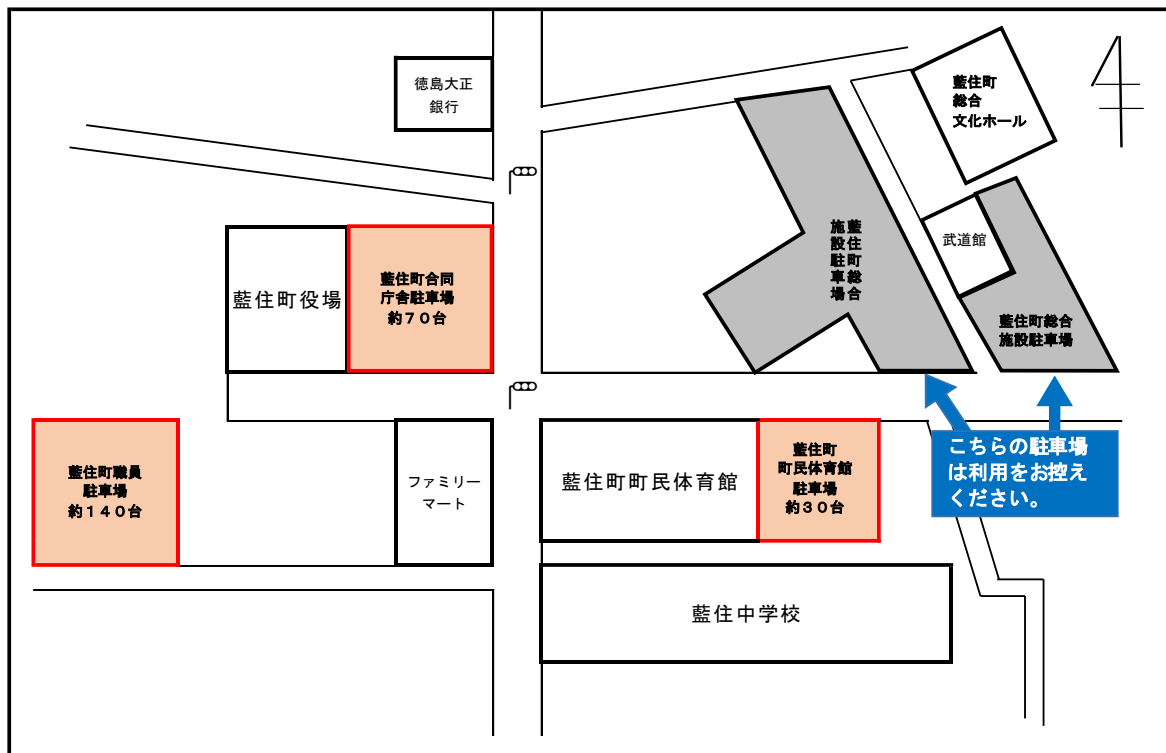 徳島大正
銀行
藍住町
総合
文化ホール
藍住町総合
施設駐車場
武道館
藍住町総合
施設駐車場
藍住町役場
藍住町合同
庁舎駐車場
約70台
こちらの駐車場
は利用をお控え
ください。
藍住町職員
駐車場
約140台
ファミリー
マート
藍住町町民体育館
藍住町
町民体育館
駐車場
約30台
藍住中学校